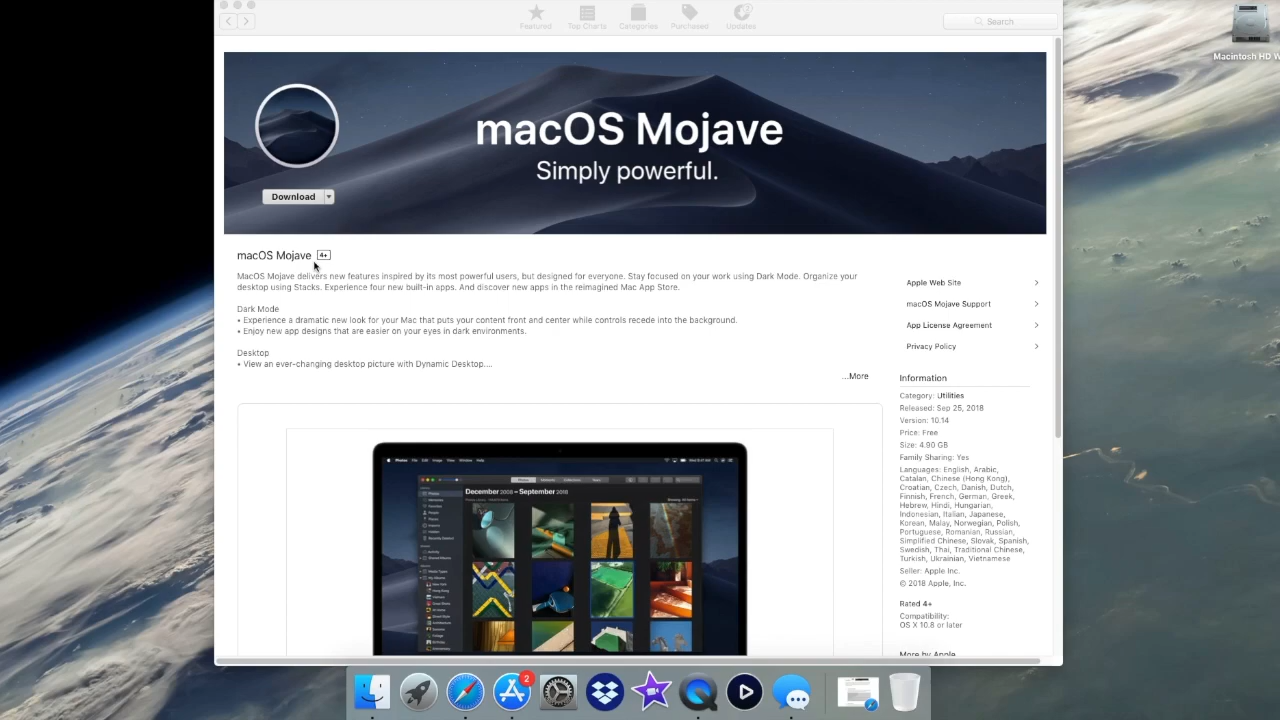 Featured
Top Charts
Categories
Purchased
Updates
Search
Macintosh HD
macOS Mojave
Simply powerful.
Download
macOS Mojave 4+
MacOS Mojave delivers new features inspired by its most powerful users, but designed for everyone. Stay focused on your work using Dark Mode. Organize your
desktop using Stacks. Experience four new built-in apps. And discover new apps in the reimagined Mac App Store.
Dark Mode
• Experience a dramatic new look for your Mac that puts your content front and center while controls recede into the background.
• Enjoy new app designs that are easier on your eyes in dark environments.
Desktop
• View an ever-changing desktop picture with Dynamic Desktop....
...More
Apple Web Site
macOS Mojave Support
App License Agreement
Privacy Policy
Information
Category: Utilities
Released: Sep 25, 2018
Version: 10.14
Price: Free
Size: 4.90 GB
Family Sharing: Yes
Languages: English, Arabic,
Catalan, Chinese (Hong Kong),
Croatian, Czech, Danish, Dutch,
Finnish, French, German, Greek,
Hebrew, Hindi, Hungarian,
Indonesian, Italian, Japanese,
Korean, Malay, Norwegian, Polish,
Portuguese, Romanian, Russian,
Simplified Chinese, Slovak, Spanish,
Swedish, Thai, Traditional Chinese,
Turkish, Ukrainian, Vietnamese
Seller: Apple Inc.
© 2018 Apple, Inc.
Rated 4+
Compatibility:
OS X 10.8 or later
More by Apple
Photos File Edit Image View Window Help
December 2008 – September 2018
2